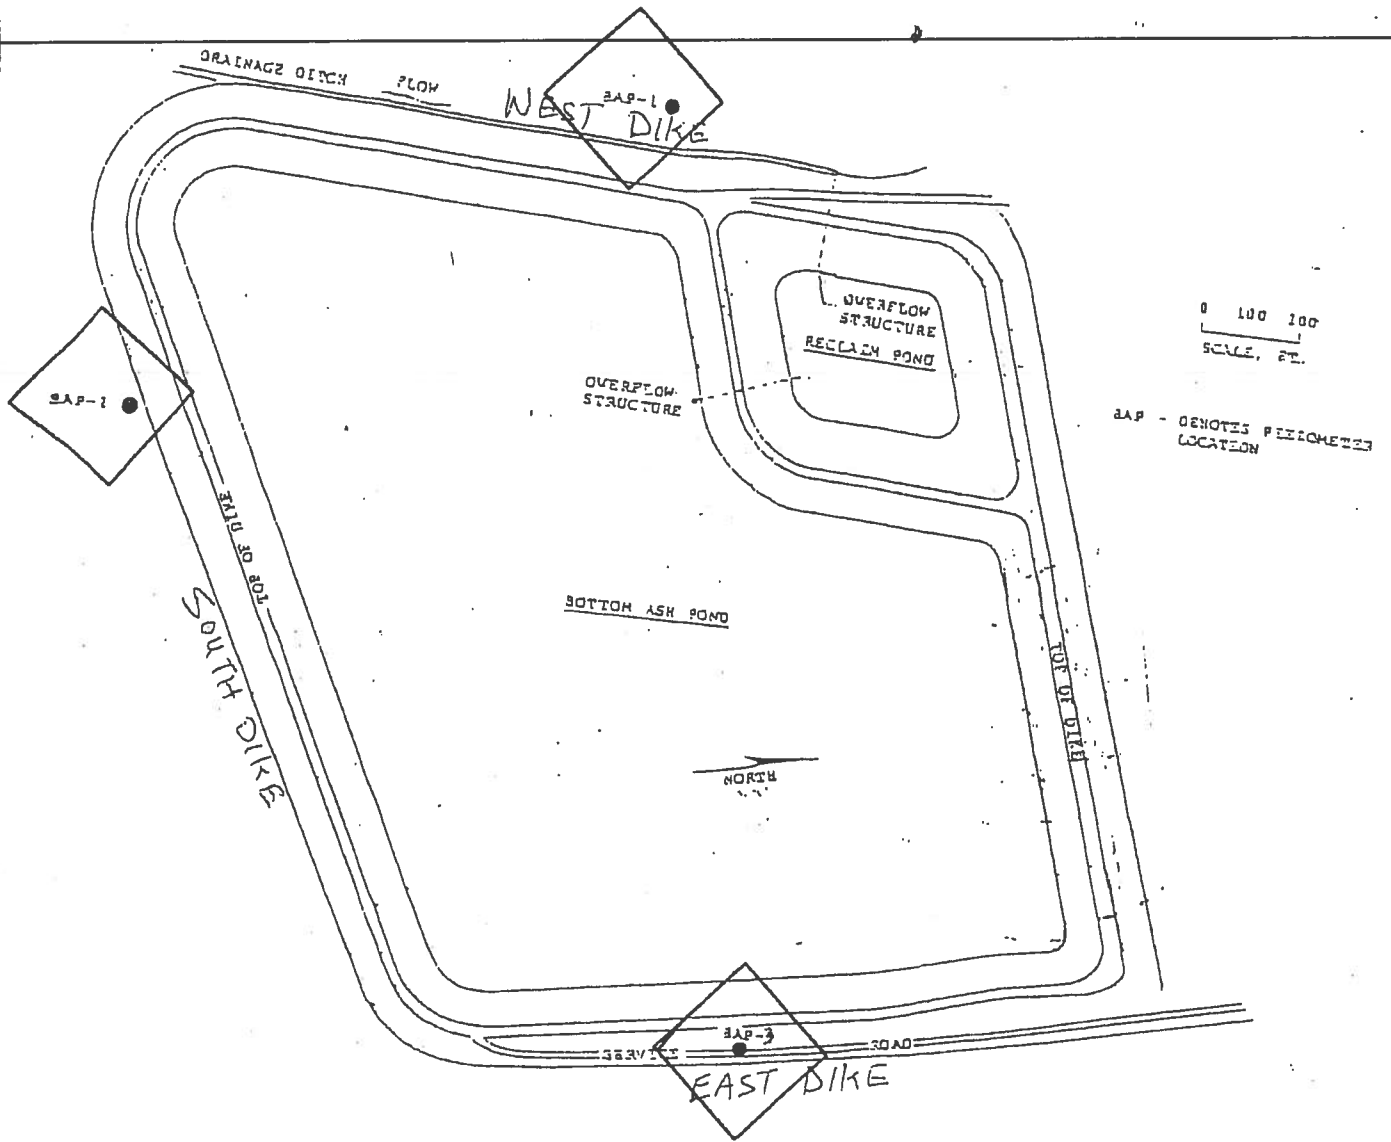 DRAINAGE DITCH FLOW
WEST DIKE
BAP-1
OVERFLOW
STRUCTURE
RECLAIM POND
0 100 200
SCALE, FT.
OVERFLOW
STRUCTURE
BAP - DENOTES PIEZOMETER
LOCATION
BAP-2
TOP OF DIKE
SOUTH DIKE
BOTTOM ASH POND
TOP OF DIKE
NORTH
BAP-3
SERVICE ROAD
EAST DIKE